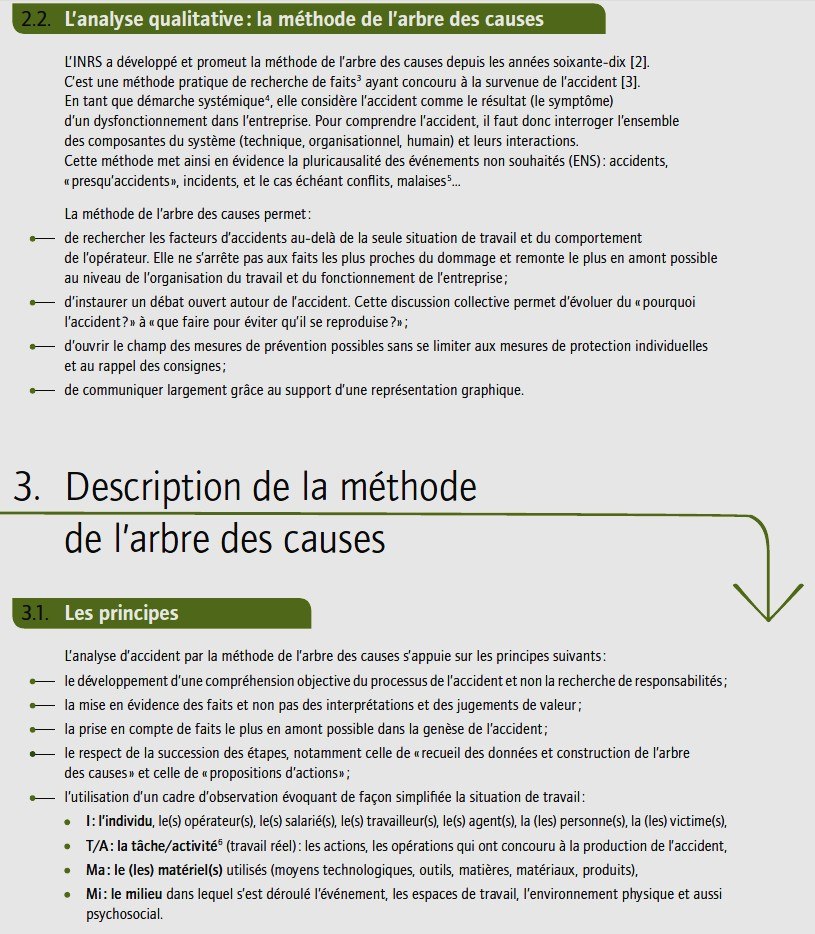 2.2. L'analyse qualitative : la méthode de l'arbre des causes
L'INRS a développé et promeut la méthode de l'arbre des causes depuis les années soixante-dix [2].
C'est une méthode pratique de recherche de faits³ ayant concouru à la survenue de l'accident [3].
En tant que démarche systémique⁴, elle considère l'accident comme le résultat (le symptôme)
d'un dysfonctionnement dans l'entreprise. Pour comprendre l'accident, il faut donc interroger l'ensemble
des composantes du système (technique, organisationnel, humain) et leurs interactions.
Cette méthode met ainsi en évidence la pluricausalité des événements non souhaités (ENS) : accidents,
« presqu'accidents », incidents, et le cas échéant conflits, malaises⁵...
La méthode de l'arbre des causes permet :
de rechercher les facteurs d'accidents au-delà de la seule situation de travail et du comportement
de l'opérateur. Elle ne s'arrête pas aux faits les plus proches du dommage et remonte le plus en amont possible
au niveau de l'organisation du travail et du fonctionnement de l'entreprise ;
d'instaurer un débat ouvert autour de l'accident. Cette discussion collective permet d'évoluer du « pourquoi
l'accident ? » à « que faire pour éviter qu'il se reproduise ? » ;
d'ouvrir le champ des mesures de prévention possibles sans se limiter aux mesures de protection individuelles
et au rappel des consignes ;
de communiquer largement grâce au support d'une représentation graphique.
3. Description de la méthode
de l'arbre des causes
3.1. Les principes
L'analyse d'accident par la méthode de l'arbre des causes s'appuie sur les principes suivants :
le développement d'une compréhension objective du processus de l'accident et non la recherche de responsabilités ;
la mise en évidence des faits et non pas des interprétations et des jugements de valeur ;
la prise en compte de faits le plus en amont possible dans la genèse de l'accident ;
le respect de la succession des étapes, notamment celle de « recueil des données et construction de l'arbre
des causes » et celle de « propositions d'actions » ;
l'utilisation d'un cadre d'observation évoquant de façon simplifiée la situation de travail :
• I : l'individu, le(s) opérateur(s), le(s) salarié(s), le(s) travailleur(s), le(s) agent(s), la (les) personne(s), la (les) victime(s),
• T/A : la tâche/activité⁶ (travail réel) : les actions, les opérations qui ont concouru à la production de l'accident,
• Ma : le (les) matériel(s) utilisés (moyens technologiques, outils, matières, matériaux, produits),
• Mi : le milieu dans lequel s'est déroulé l'événement, les espaces de travail, l'environnement physique et aussi
psychosocial.